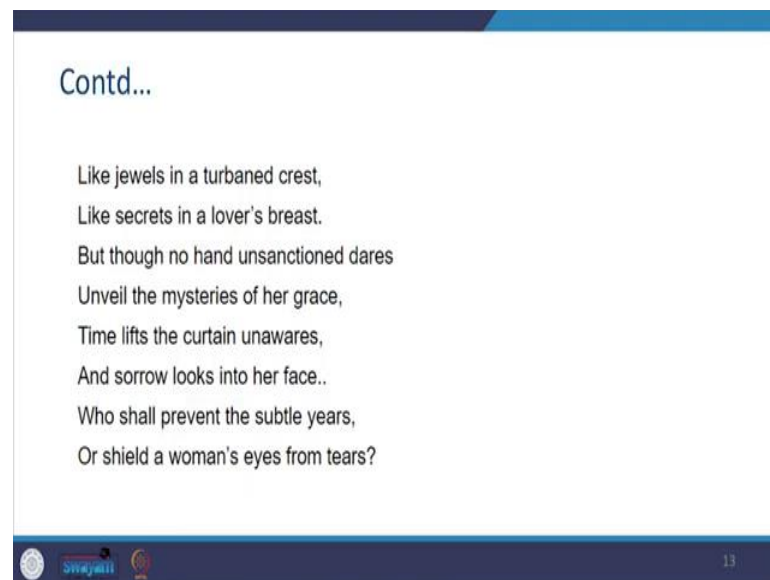 Contd...
Like jewels in a turbaned crest,
Like secrets in a lover's breast.
But though no hand unsanctioned dares
Unveil the mysteries of her grace,
Time lifts the curtain unawares,
And sorrow looks into her face..
Who shall prevent the subtle years,
Or shield a woman's eyes from tears?
swayam
13